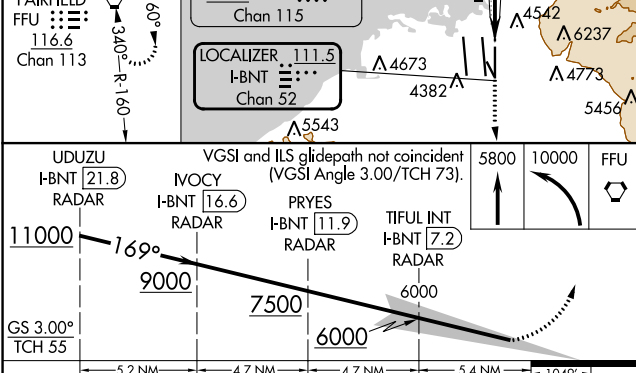 FAIRFIELD
FFU
116.6
Chan 113
340°
R-160
60°
Chan 115
LOCALIZER 111.5
I-BNT
Chan 52
4542
6237
4673
4382
4773
5456
5543
VGSI and ILS glidepath not coincident
(VGSI Angle 3.00/TCH 73).
5800
10000
FFU
UDUZU
I-BNT 21.8
RADAR
IVOCY
I-BNT 16.6
RADAR
PRYES
I-BNT 11.9
RADAR
TIFUL INT
I-BNT 7.2
RADAR
11000
169°
9000
7500
6000
6000
GS 3.00°
TCH 55
5.2 NM
4.7 NM
4.7 NM
5.4 NM